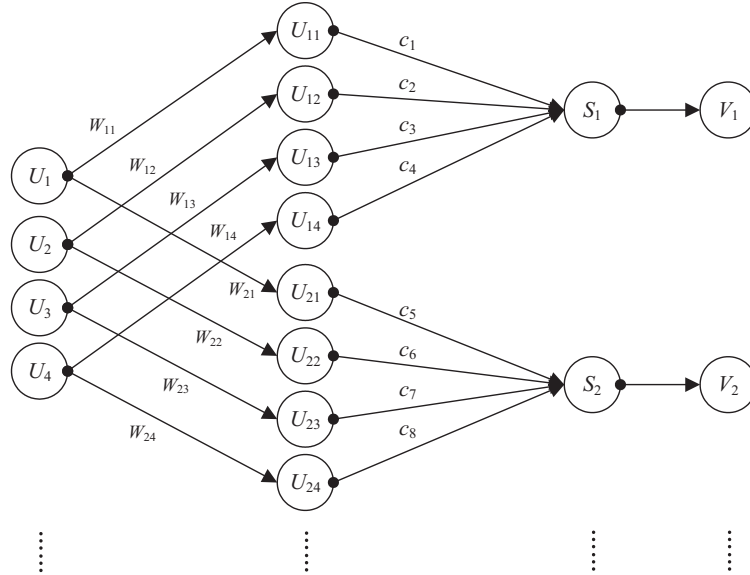 U₁₁
c₁
U₁₂
c₂
S₁
V₁
W₁₁
c₃
W₁₂
U₁₃
c₄
U₁
W₁₃
U₁₄
W₁₄
U₂
W₂₁
U₂₁
c₅
U₃
W₂₂
U₂₂
c₆
U₄
W₂₃
c₇
S₂
V₂
U₂₃
W₂₄
c₈
U₂₄